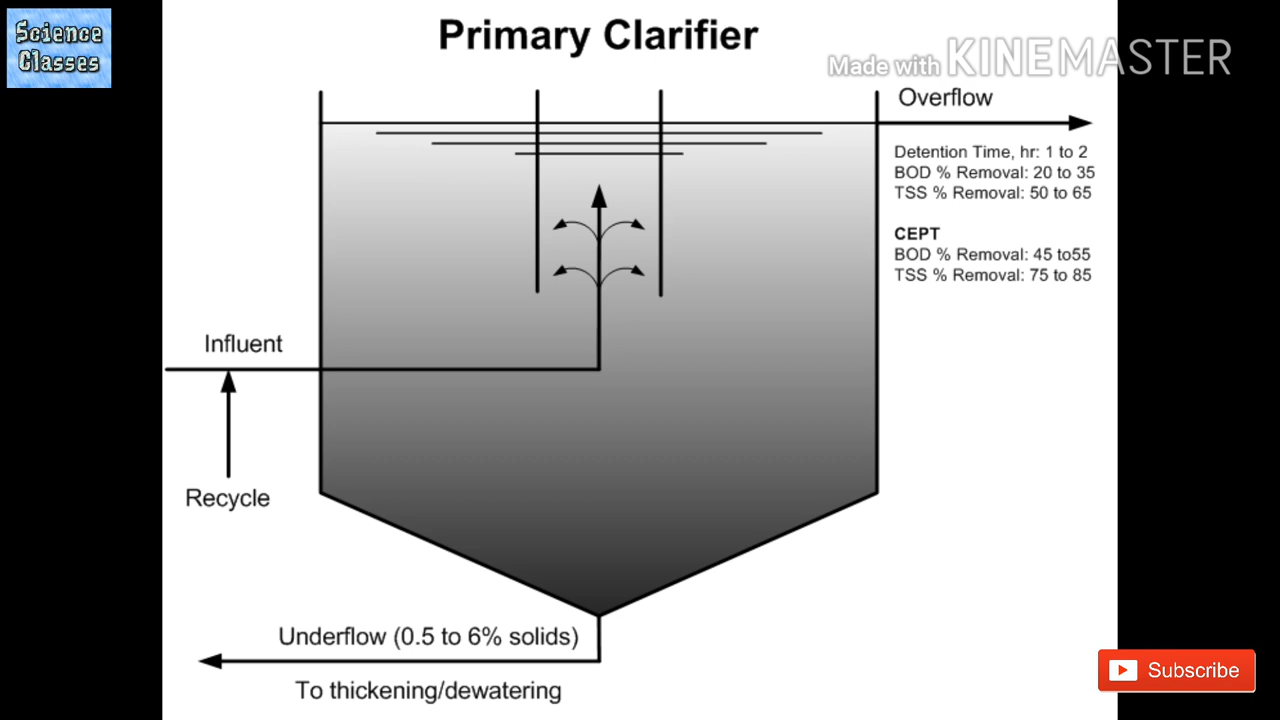 Science
Classes
Primary Clarifier
Made with KINEMASTER
Overflow
Detention Time, hr: 1 to 2
BOD % Removal: 20 to 35
TSS % Removal: 50 to 65
CEPT
BOD % Removal: 45 to55
TSS % Removal: 75 to 85
Influent
Recycle
Underflow (0.5 to 6% solids)
To thickening/dewatering
Subscribe